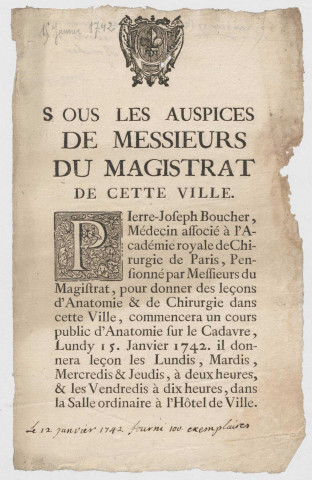 15 Janvier 1742
SOUS LES AUSPICES
DE MESSIEURS
DU MAGISTRAT
DE CETTE VILLE.
PIerre-Joseph Boucher,
Médecin associé à l'A-
cadémie royale de Chi-
rurgie de Paris, Pen-
sionné par Messieurs du
Magistrat, pour donner des leçons
d'Anatomie & de Chirurgie dans
cette Ville, commencera un cours
public d'Anatomie sur le Cadavre,
Lundy 15. Janvier 1742. il don-
nera leçon les Lundis, Mardis,
Mercredis & Jeudis, à deux heures,
& les Vendredis à dix heures, dans
la Salle ordinaire à l'Hôtel de Ville.
Le 12 janvier 1742 fourni 100 exemplaires